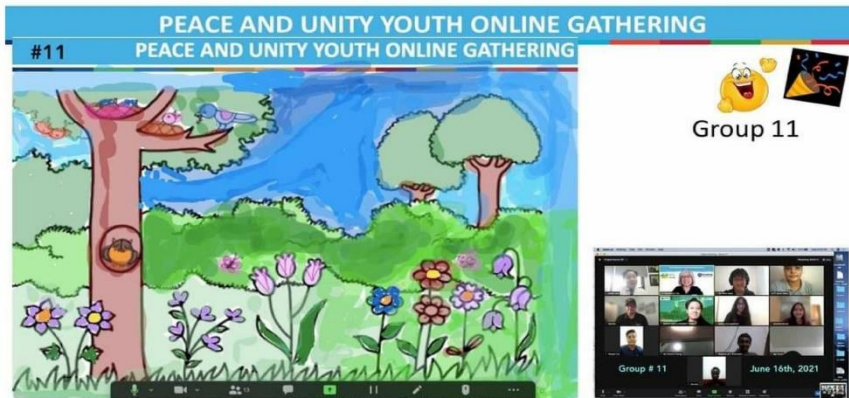 PEACE AND UNITY YOUTH ONLINE GATHERING
#11
PEACE AND UNITY YOUTH ONLINE GATHERING
Group 11
13
Group # 11
June 16th, 2021